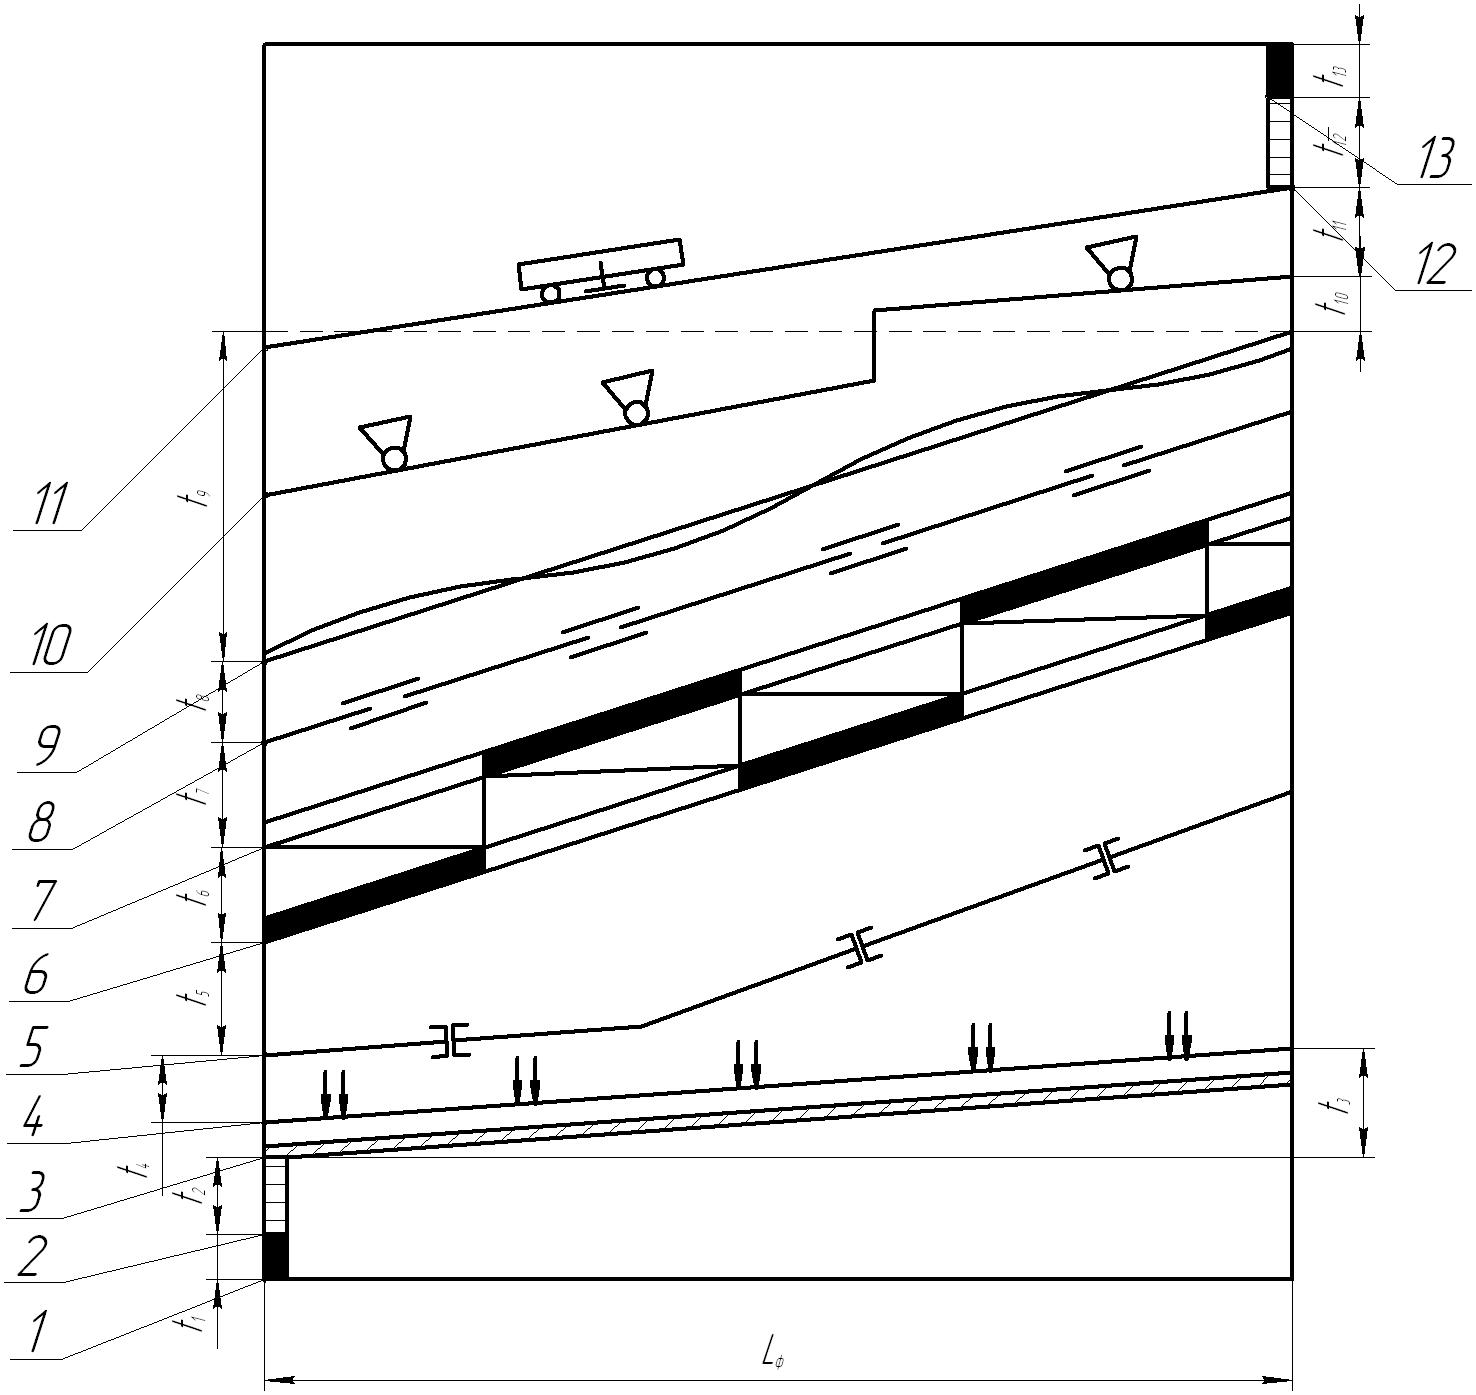 t₁₃
t₁₂
13
t₁₁
12
t₁₀
11
t₉
10
9
t₈
8
t₇
7
t₆
6
t₅
5
4
t₃
t₄
3
t₂
2
1
t₁
Lф